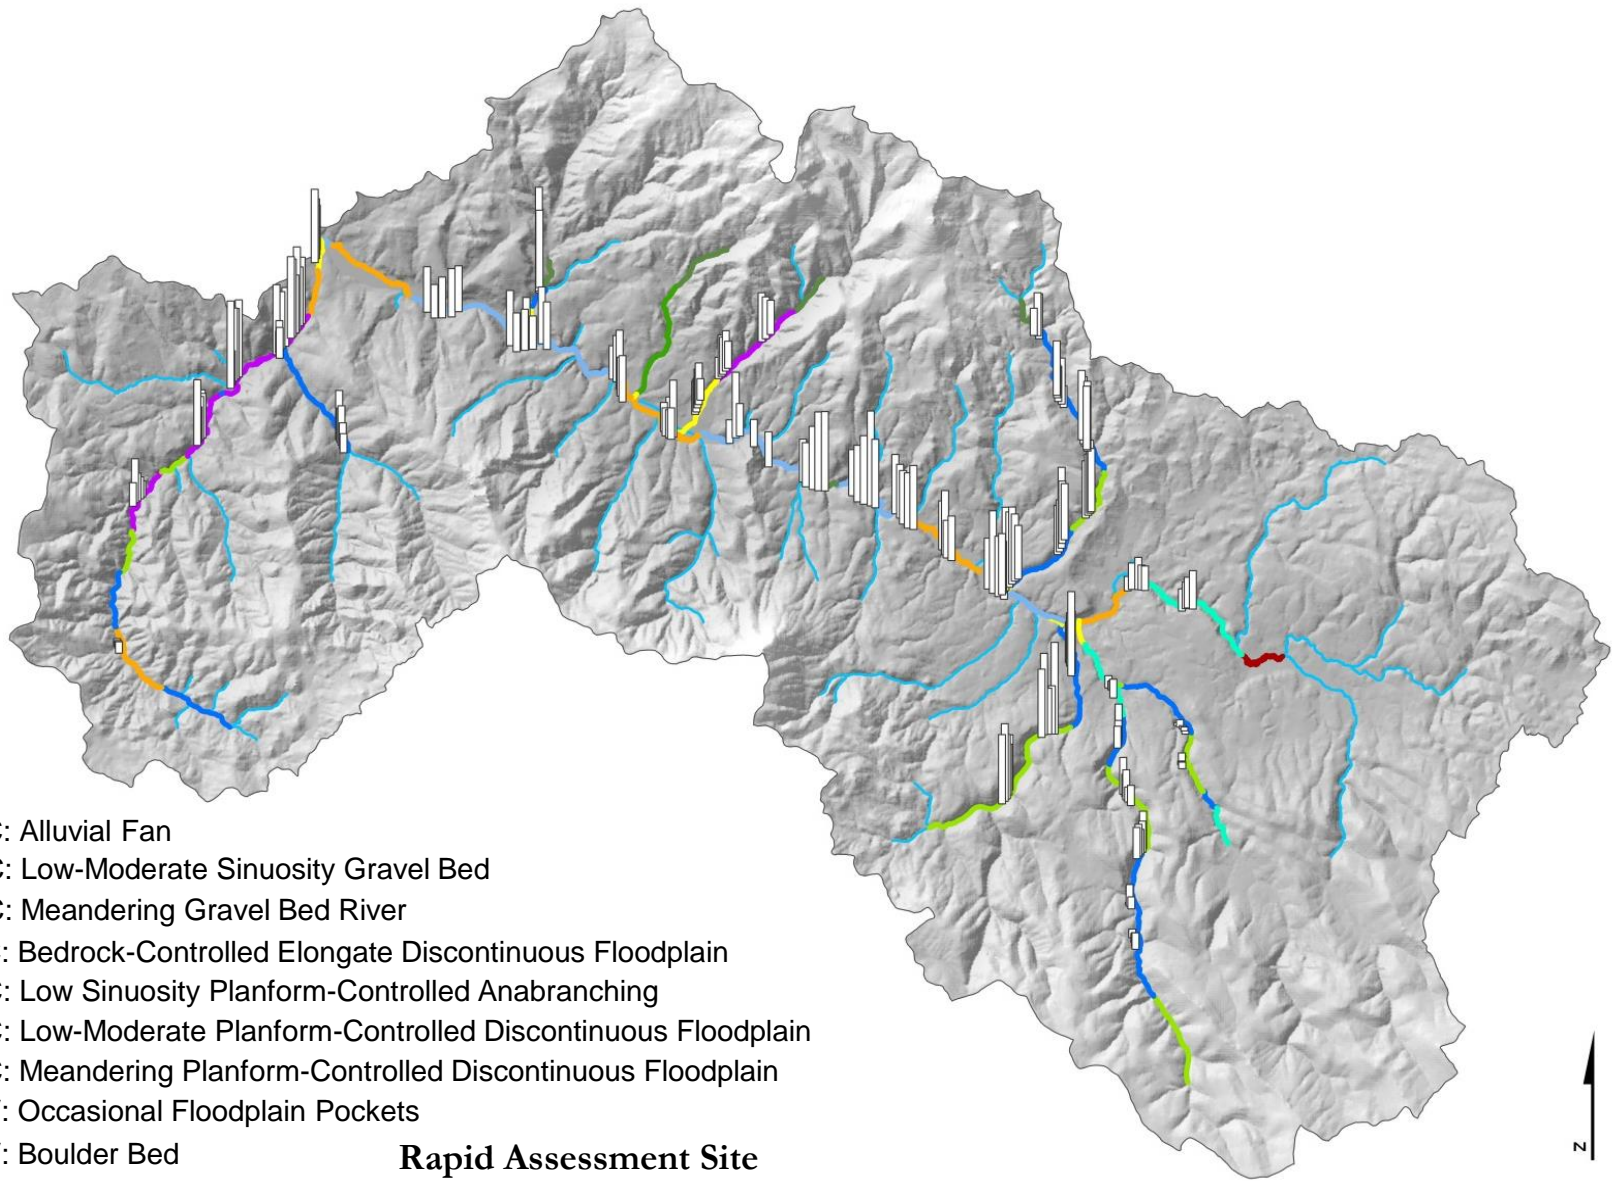 C: Alluvial Fan
C: Low-Moderate Sinuosity Gravel Bed
C: Meandering Gravel Bed River
: Bedrock-Controlled Elongate Discontinuous Floodplain
C: Low Sinuosity Planform-Controlled Anabranching
C: Low-Moderate Planform-Controlled Discontinuous Floodplain
C: Meandering Planform-Controlled Discontinuous Floodplain
: Occasional Floodplain Pockets
: Boulder Bed
Rapid Assessment Site
N